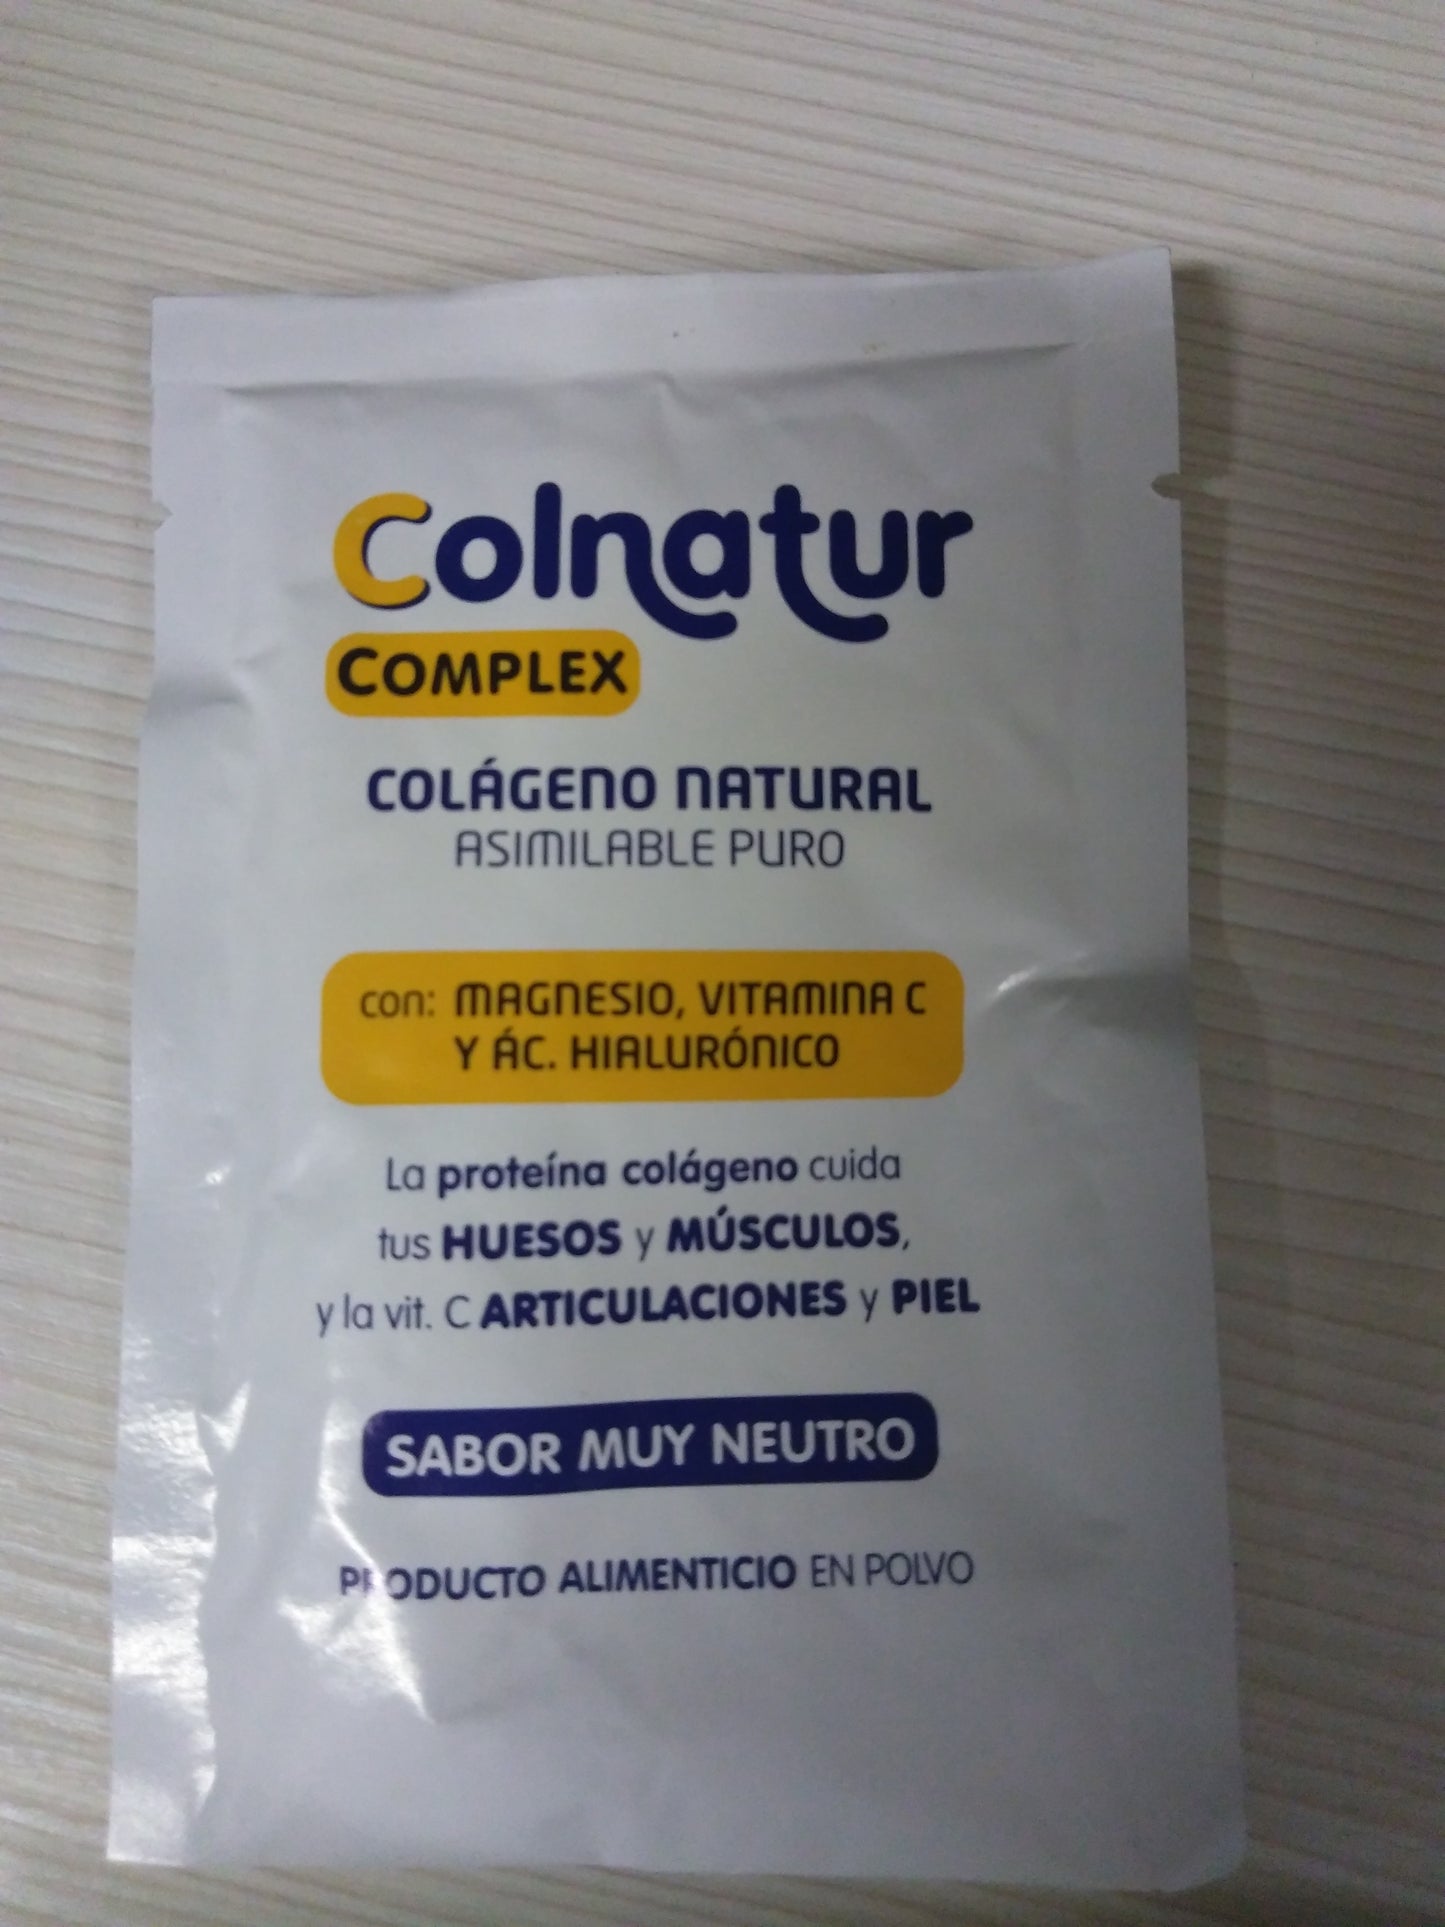 Colnatur
COMPLEX
COLÁGENO NATURAL
ASIMILABLE PURO
con: MAGNESIO, VITAMINA C
Y ÁC. HIALURÓNICO
La proteína colágeno cuida
tus HUESOS y MÚSCULOS,
y la vit. C ARTICULACIONES y PIEL
SABOR MUY NEUTRO
PRODUCTO ALIMENTICIO EN POLVO